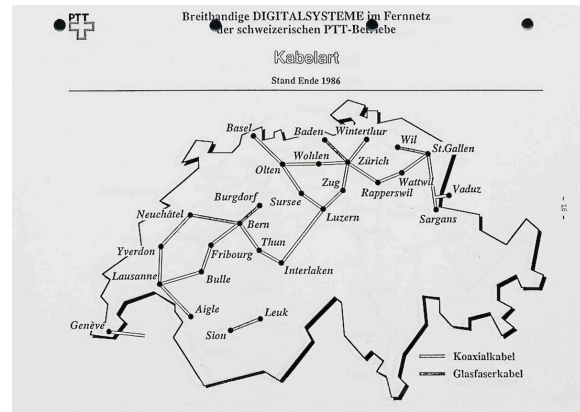 PTT
Breitbandige DIGITALSYSTEME im Fernnetz
der schweizerischen PTT-Betriebe
Kabelart
Stand Ende 1986
Basel
Baden
Winterthur
Wil
St.Gallen
Wohlen
Zürich
Olten
Zug
Wattwil
Rapperswil
Vaduz
Sursee
Burgdorf
Luzern
Sargans
Neuchâtel
Bern
- 16 -
Yverdon
Fribourg
Thun
Lausanne
Bulle
Interlaken
Aigle
Leuk
Genève
Sion
Koaxialkabel
Glasfaserkabel